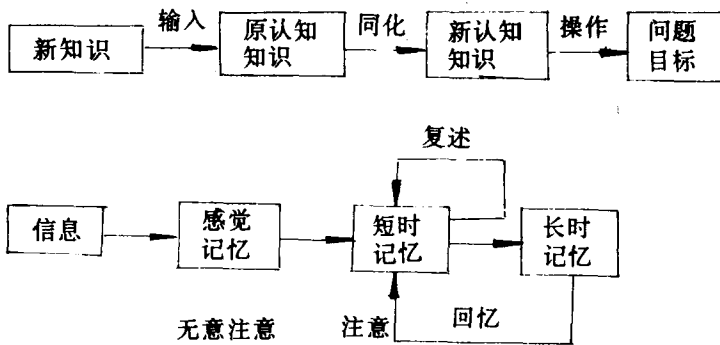 输入 同化 操作
新知识 原认知 新认知 问题
知识 知识 目标
复述
信息 感觉 短时 长时
记忆 记忆 记忆
无意注意 注意 回忆